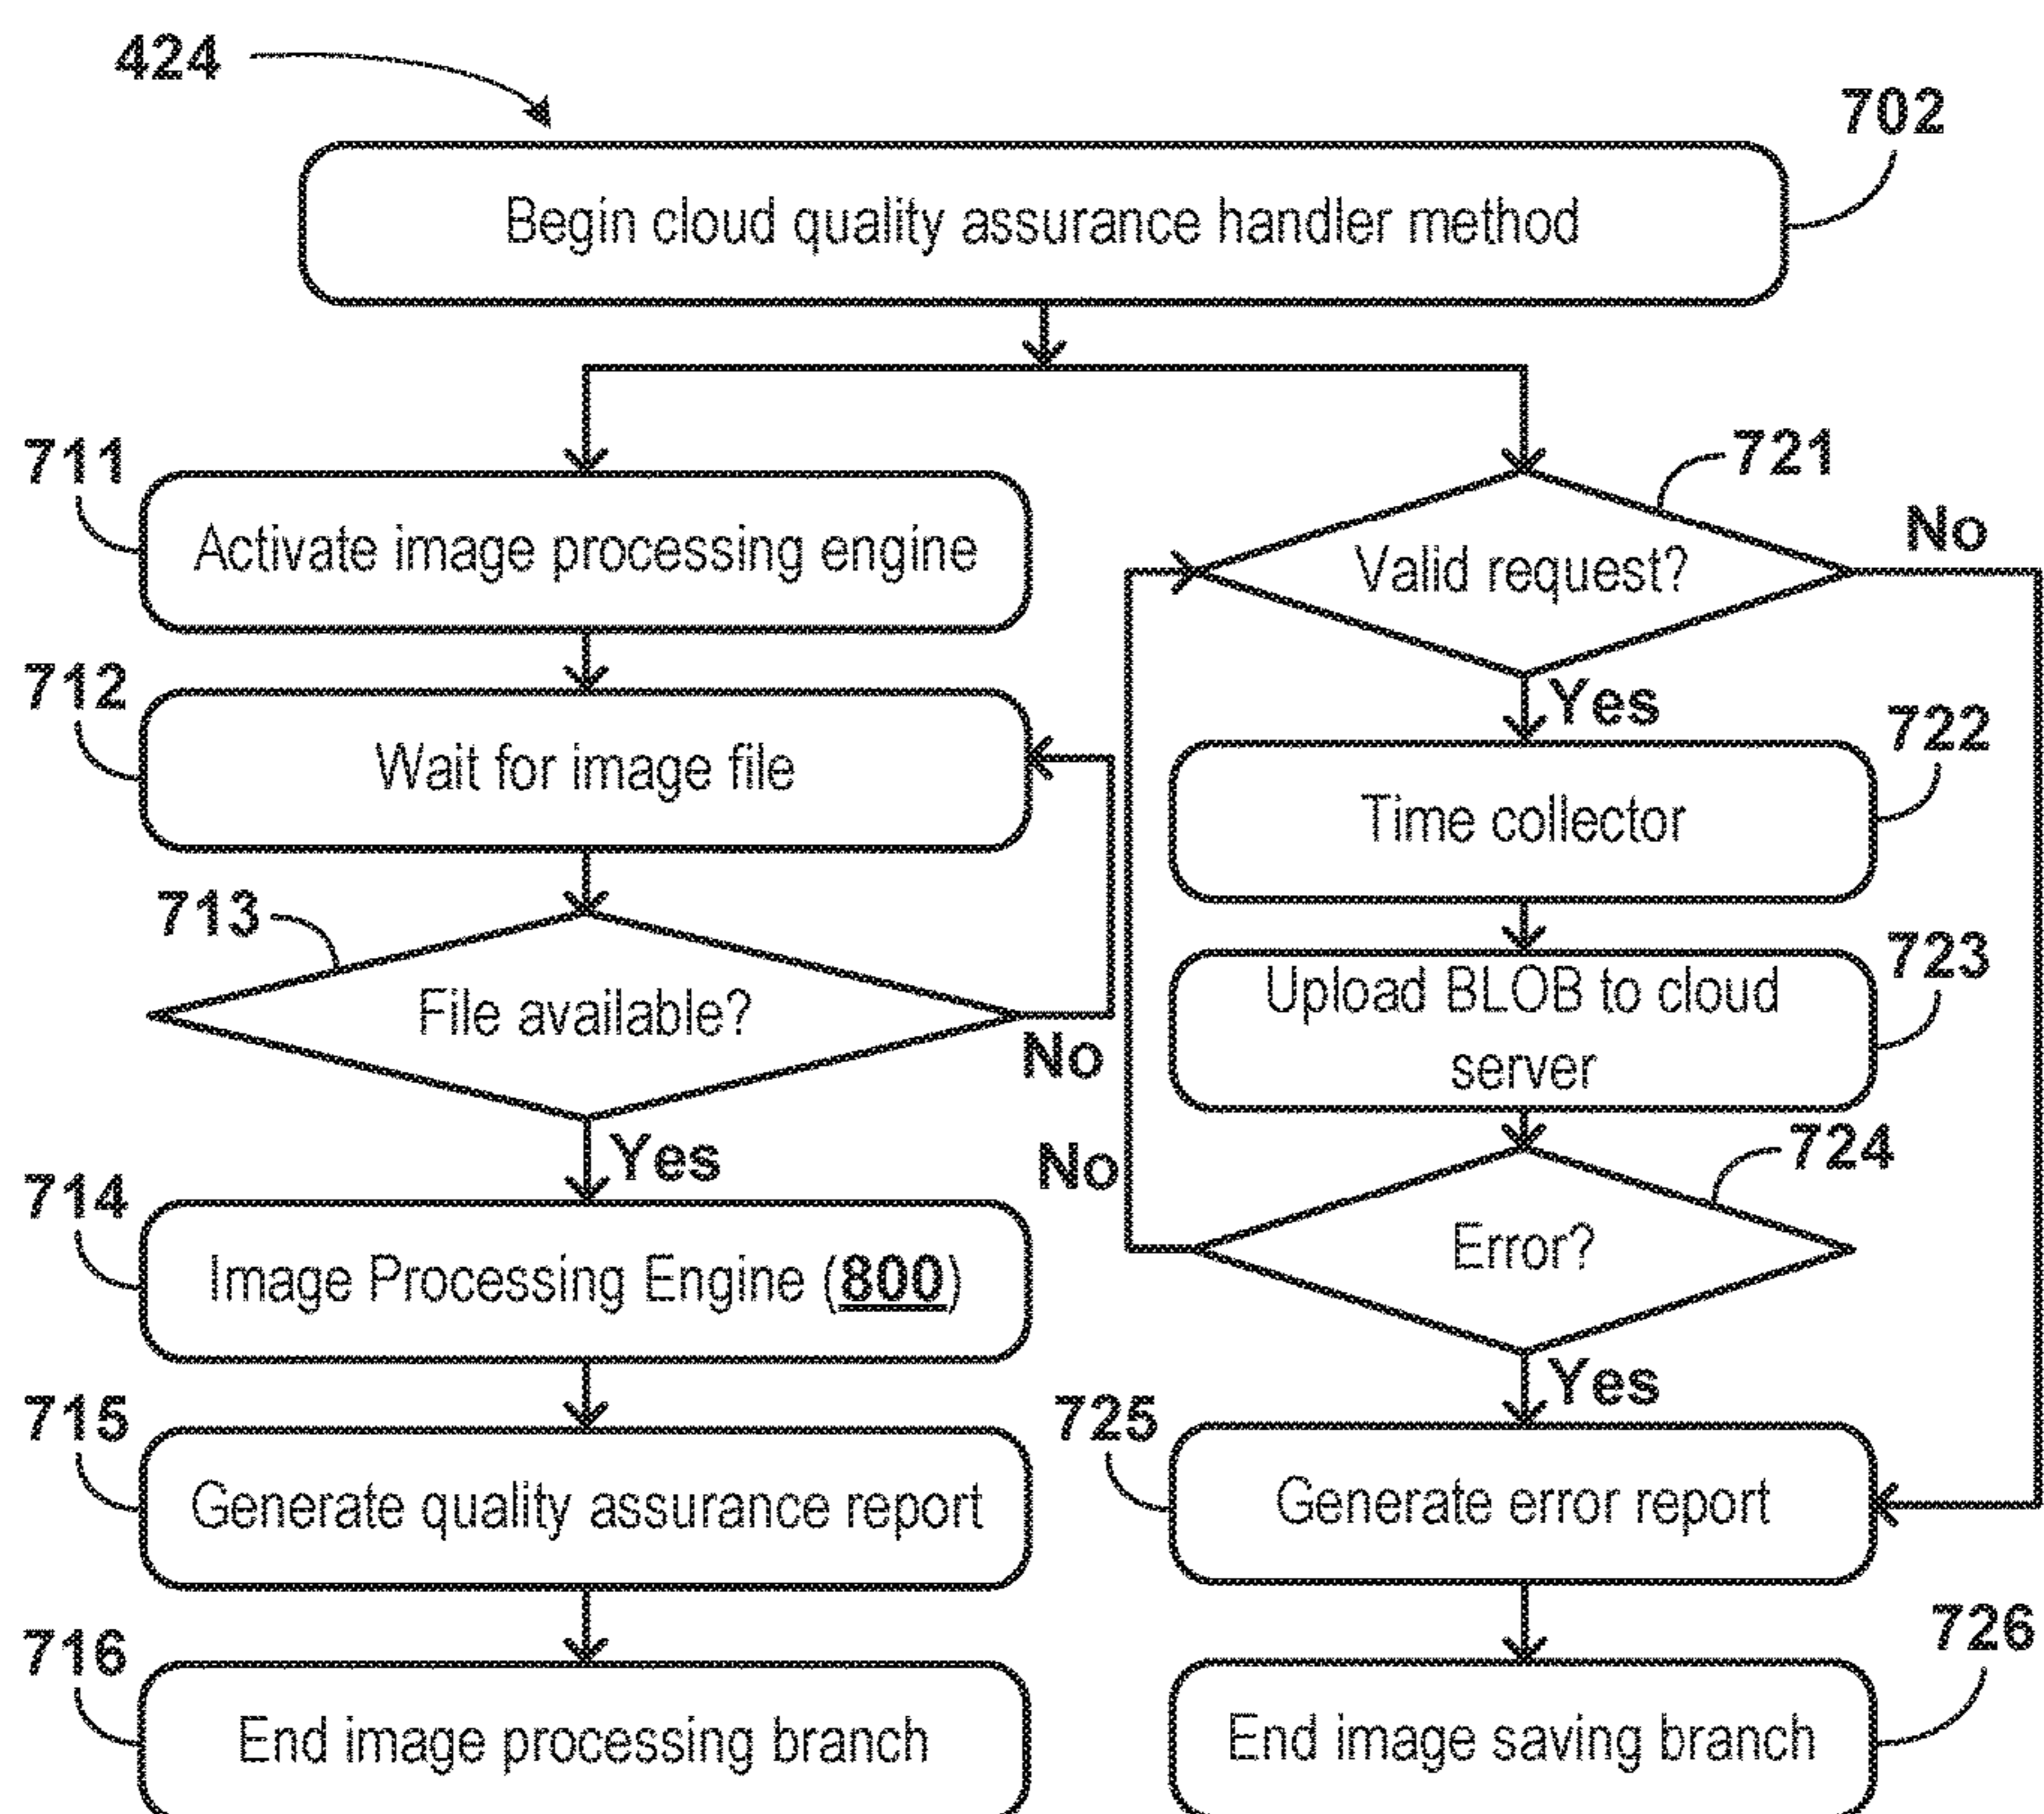 424
702
Begin cloud quality assurance handler method
711
Activate image processing engine
712
Wait for image file
713
File available?
No
Yes
714
Image Processing Engine (800)
715
Generate quality assurance report
716
End image processing branch
721
Valid request?
No
Yes
722
Time collector
723
Upload BLOB to cloud
server
724
Error?
No
Yes
725
Generate error report
726
End image saving branch